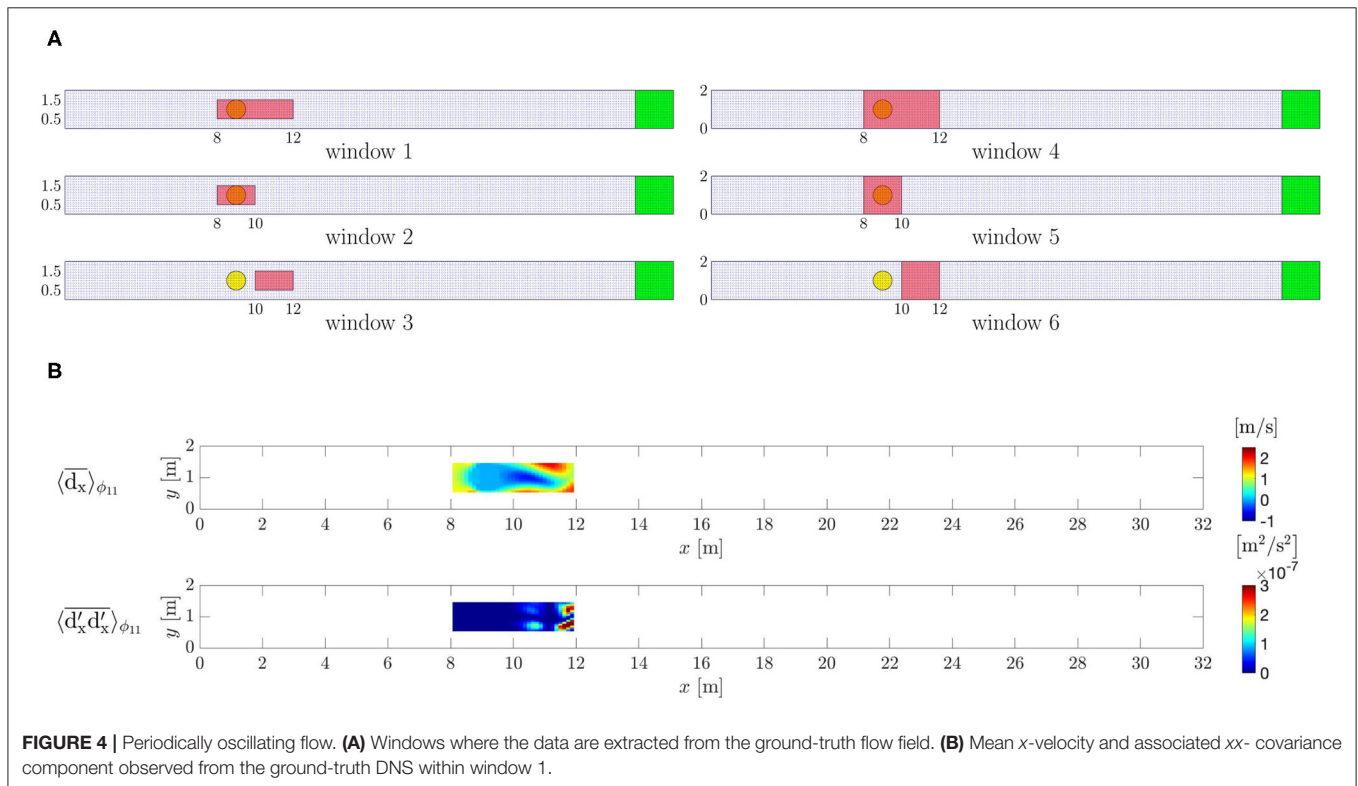 A
1.5
0.5
8 12
window 1
2
0
8 12
window 4
1.5
0.5
8 10
window 2
2
0
8 10
window 5
1.5
0.5
10 12
window 3
2
0
10 12
window 6
B
⟨d̅ₓ⟩ϕ₁₁
y [m]
2
1
0
0 2 4 6 8 10 12 14 16 18 20 22 24 26 28 30 32
x [m]
[m/s]
2
1
0
-1
⟨d′ₓd′ₓ⟩ϕ₁₁
y [m]
2
1
0
0 2 4 6 8 10 12 14 16 18 20 22 24 26 28 30 32
x [m]
[m²/s²]
×10⁻⁷
3
2
1
0
FIGURE 4 | Periodically oscillating flow. (A) Windows where the data are extracted from the ground-truth flow field. (B) Mean x-velocity and associated xx- covariance
component observed from the ground-truth DNS within window 1.